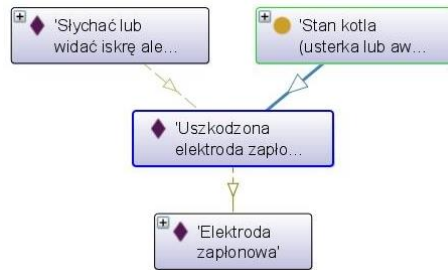 'Słychać lub
widać iskrę ale...
'Stan kotla
(usterka lub aw...
'Uszkodzona
elektroda zapło...
'Elektroda
zapłonowa'